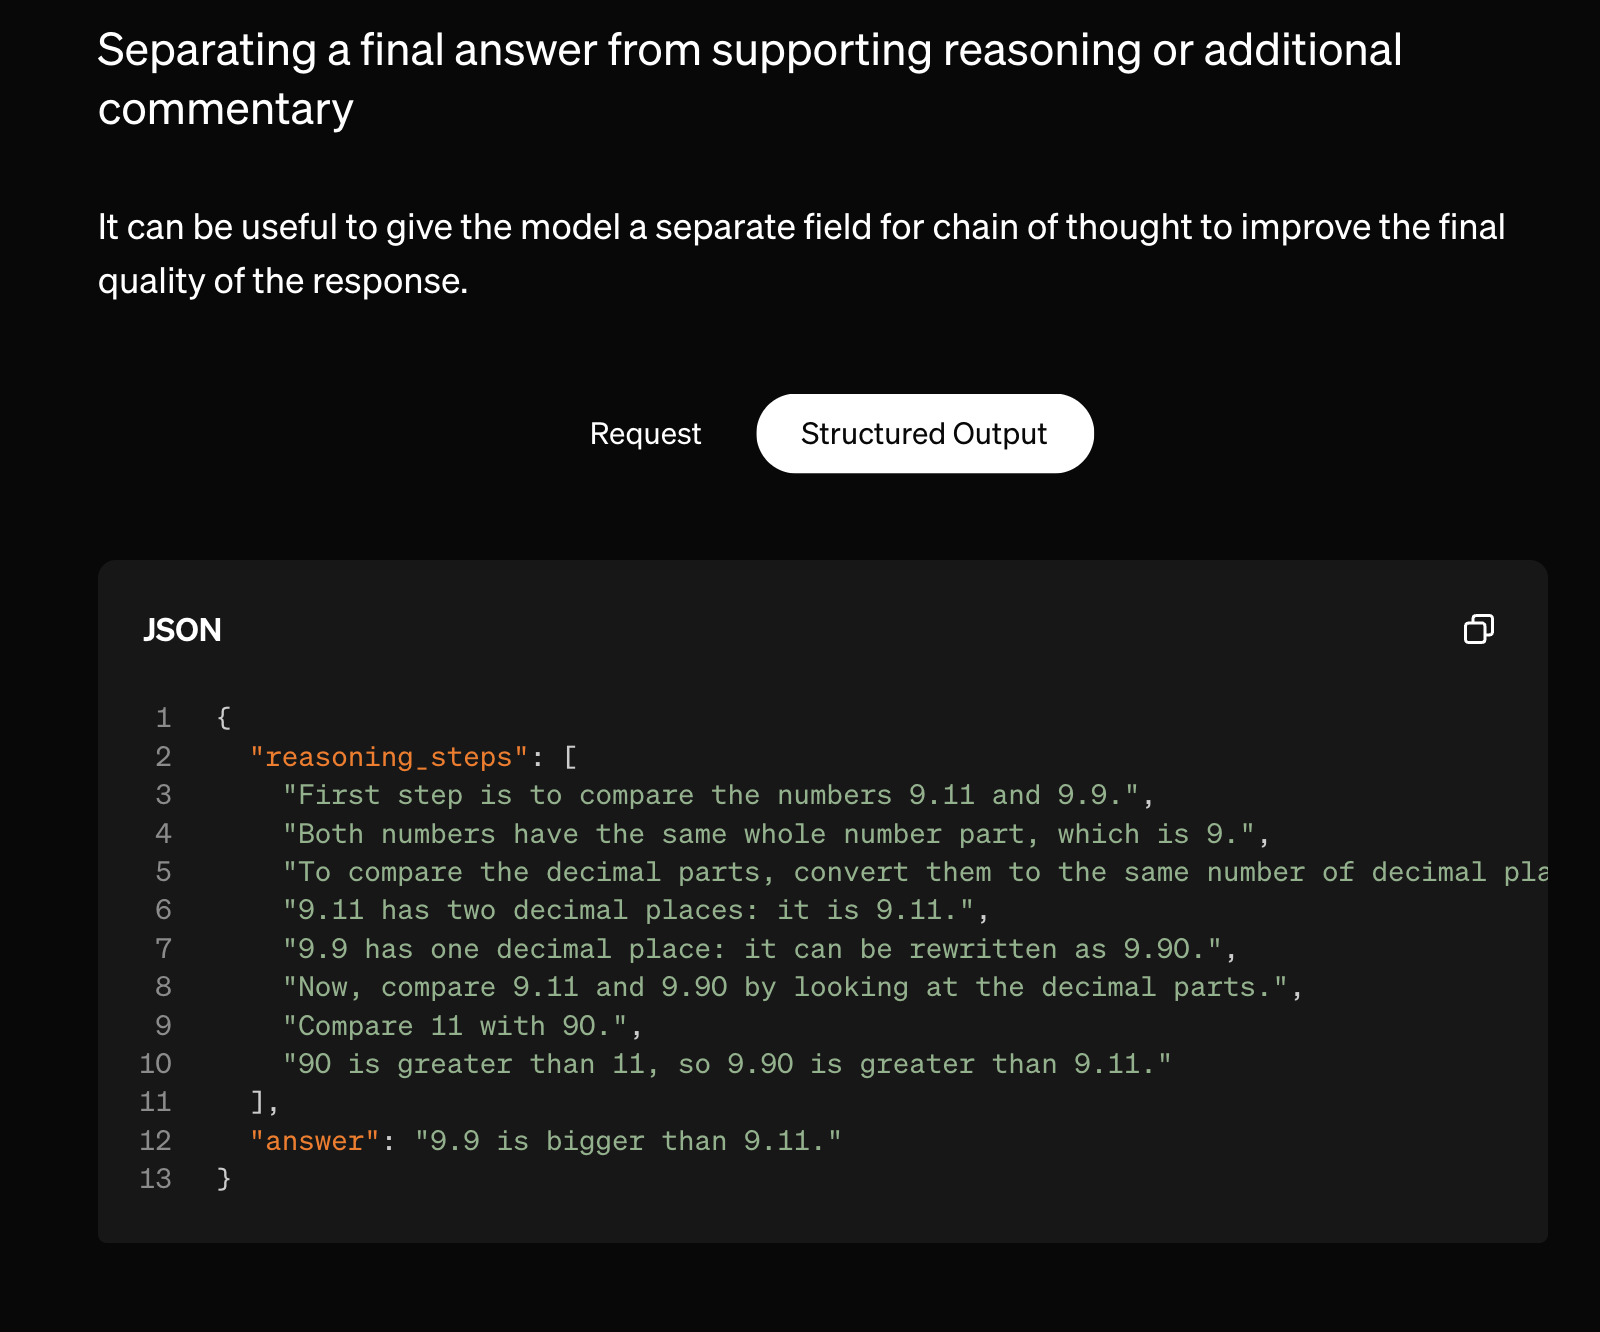 Separating a final answer from supporting reasoning or additional
commentary
It can be useful to give the model a separate field for chain of thought to improve the final
quality of the response.
Request
Structured Output
JSON
1 {
2 "reasoning_steps": [
3 "First step is to compare the numbers 9.11 and 9.9.",
4 "Both numbers have the same whole number part, which is 9.",
5 "To compare the decimal parts, convert them to the same number of decimal pla
6 "9.11 has two decimal places: it is 9.11.",
7 "9.9 has one decimal place: it can be rewritten as 9.90.",
8 "Now, compare 9.11 and 9.90 by looking at the decimal parts.",
9 "Compare 11 with 90.",
10 "90 is greater than 11, so 9.90 is greater than 9.11."
11 ],
12 "answer": "9.9 is bigger than 9.11."
13 }